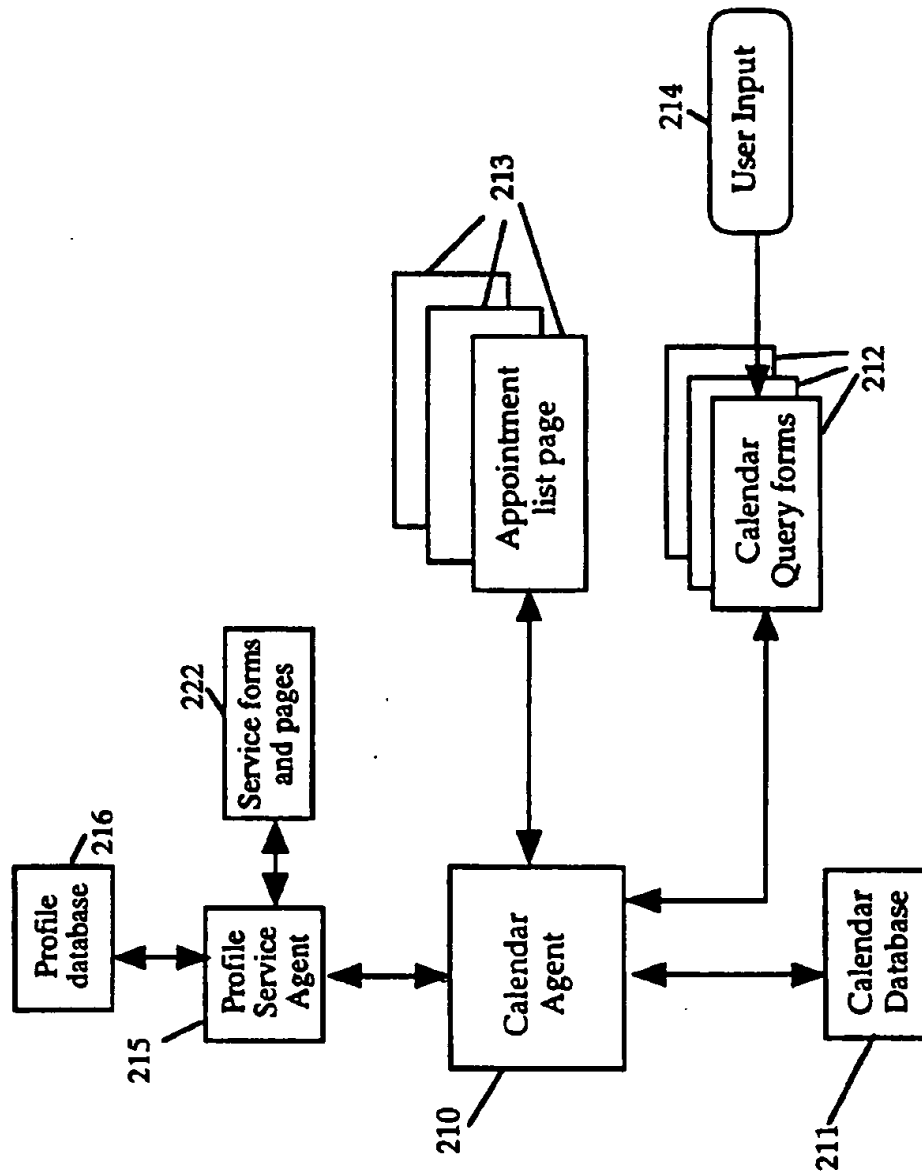 Profile
database
216
215
Profile
Service
Agent
222
Service forms
and pages
210
Calendar
Agent
Appointment
list page
213
214
User Input
Calendar
Query forms
212
211
Calendar
Database